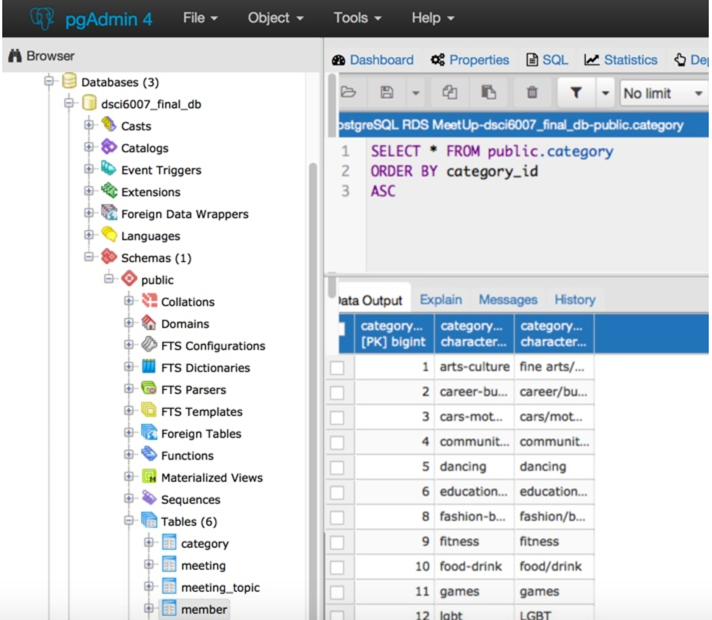 pgAdmin 4 File Object Tools Help
Browser
Databases (3)
dsci6007_final_db
Casts
Catalogs
Event Triggers
Extensions
Foreign Data Wrappers
Languages
Schemas (1)
public
Collations
Domains
FTS Configurations
FTS Dictionaries
FTS Parsers
FTS Templates
Foreign Tables
Functions
Materialized Views
Sequences
Tables (6)
category
meeting
meeting_topic
member
Dashboard Properties SQL Statistics De
No limit
ostgreSQL RDS MeetUp-dsci6007_final_db-public.category
1 SELECT * FROM public.category
2 ORDER BY category_id
3 ASC
Data Output Explain Messages History
category... category... category...
[PK] bigint character... character...
1 arts-culture fine arts/...
2 career-bu... career/bu...
3 cars-mot... cars/mot...
4 communit... communit...
5 dancing dancing
6 education... education...
8 fashion-b... fashion/b...
9 fitness fitness
10 food-drink food/drink
11 games games
12 lgbt LGBT